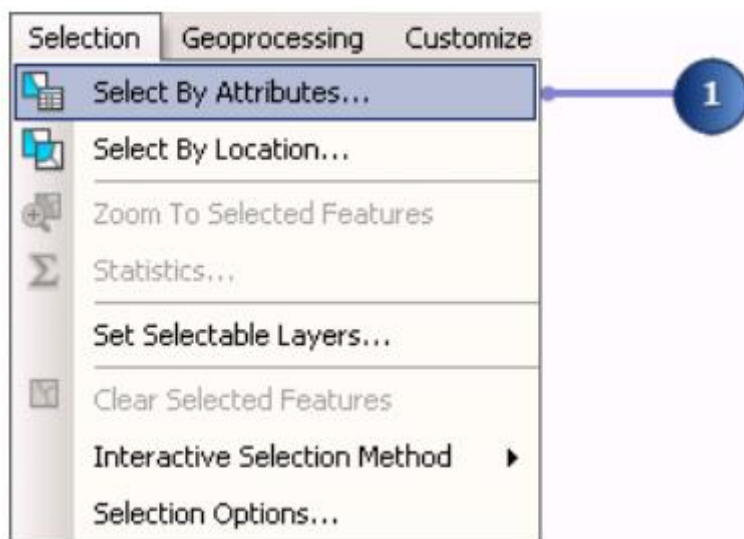 Selection Geoprocessing Customize
Select By Attributes...
1
Select By Location...
Zoom To Selected Features
Statistics...
Set Selectable Layers...
Clear Selected Features
Interactive Selection Method
Selection Options...